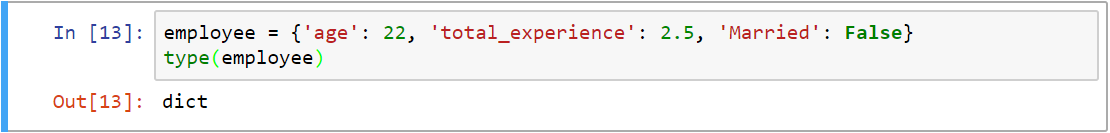 In [13]: employee = {'age': 22, 'total_experience': 2.5, 'Married': False}
type(employee)
Out[13]: dict